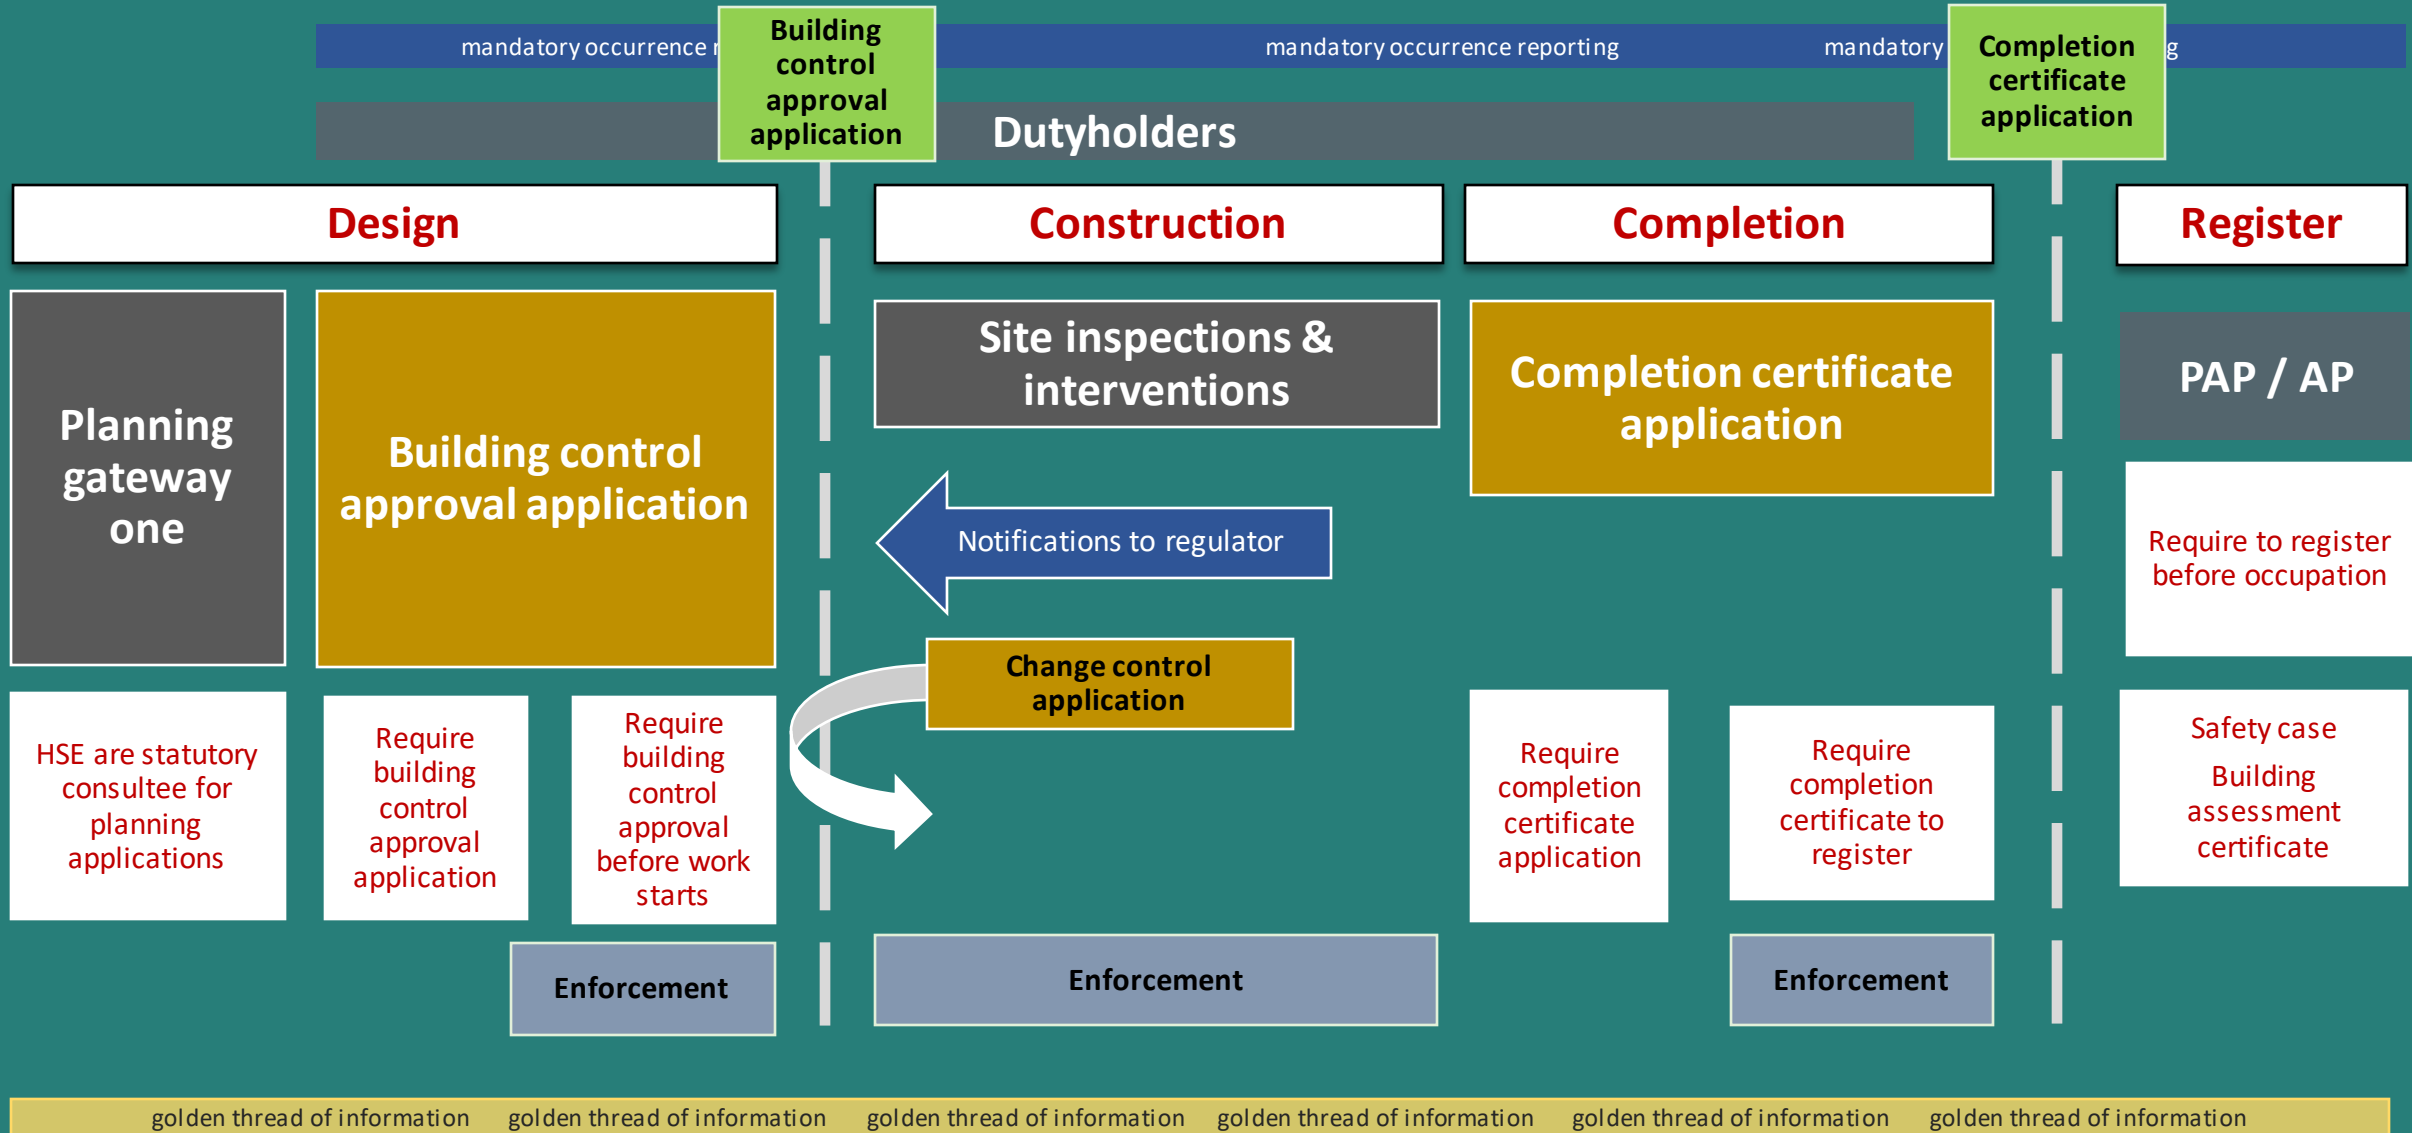 mandatory occurrence
mandatory occurrence reporting
mandatory
Building
control
approval
application
Completion
certificate
application
Dutyholders
Design
Construction
Completion
Register
Planning
gateway
one
Building control
approval application
Site inspections &
interventions
Completion certificate
application
PAP / AP
Notifications to regulator
Require to register
before occupation
Change control
application
HSE are statutory
consultee for
planning
applications
Require
building
control
approval
application
Require
building
control
approval
before work
starts
Require
completion
certificate
application
Require
completion
certificate to
register
Safety case
Building
assessment
certificate
Enforcement
Enforcement
Enforcement
golden thread of information golden thread of information golden thread of information golden thread of information golden thread of information golden thread of information